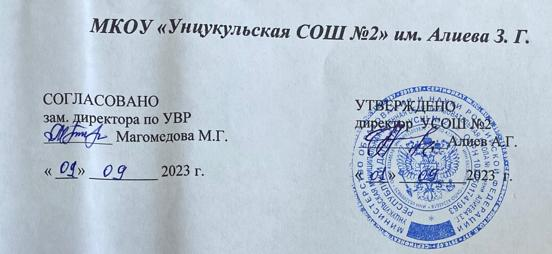 МКОУ «Унцукульская СОШ №2» им. Алиева З. Г.
СОГЛАСОВАНО
зам. директора по УВР
Магомедова М.Г.
« 01 » 09 2023 г.
УТВЕРЖДЕНО
директор УСОШ №2
Алиев А.Г.
« 01 » 09 2023 г.